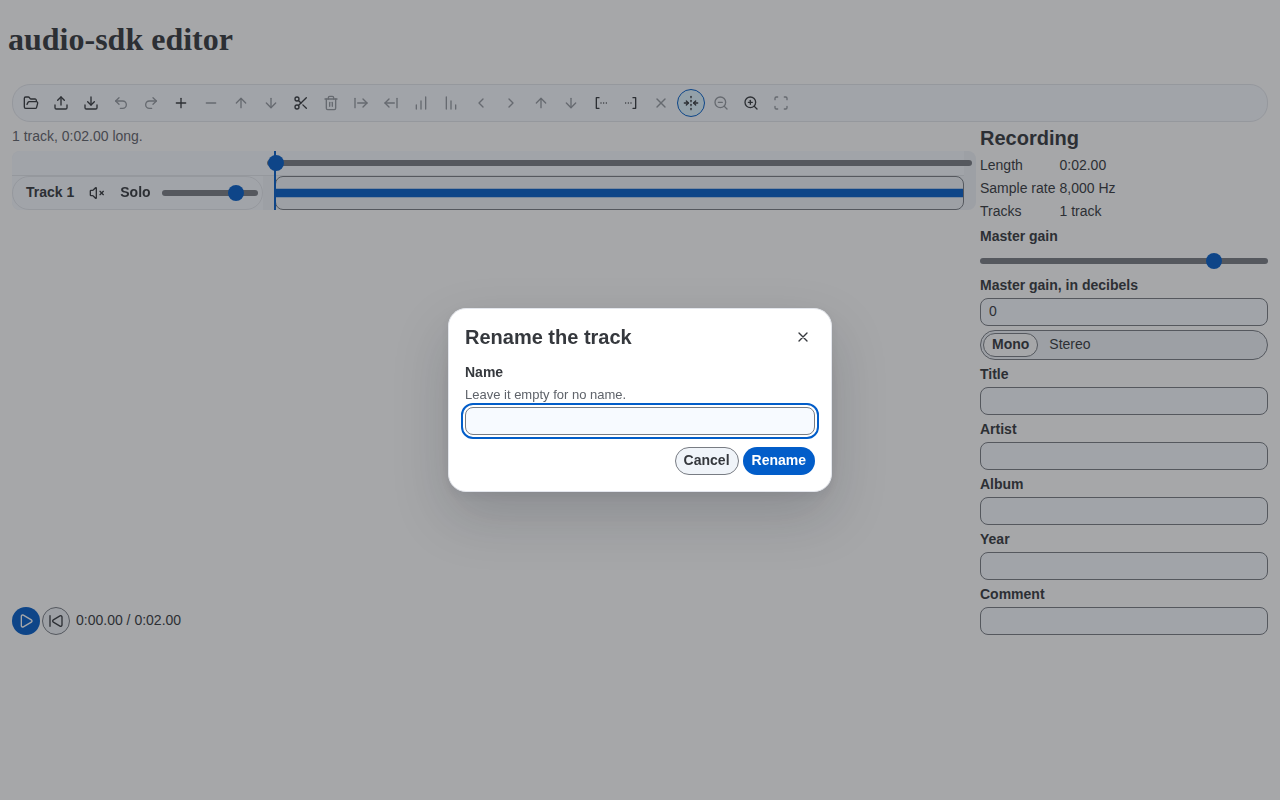 audio-sdk editor
1 track, 0:02.00 long.
Track 1 Solo
Recording
Length 0:02.00
Sample rate 8,000 Hz
Tracks 1 track
Master gain
Master gain, in decibels
0
Mono Stereo
Title
Artist
Album
Year
Comment
Rename the track
Name
Leave it empty for no name.
Cancel Rename
0:00.00 / 0:02.00